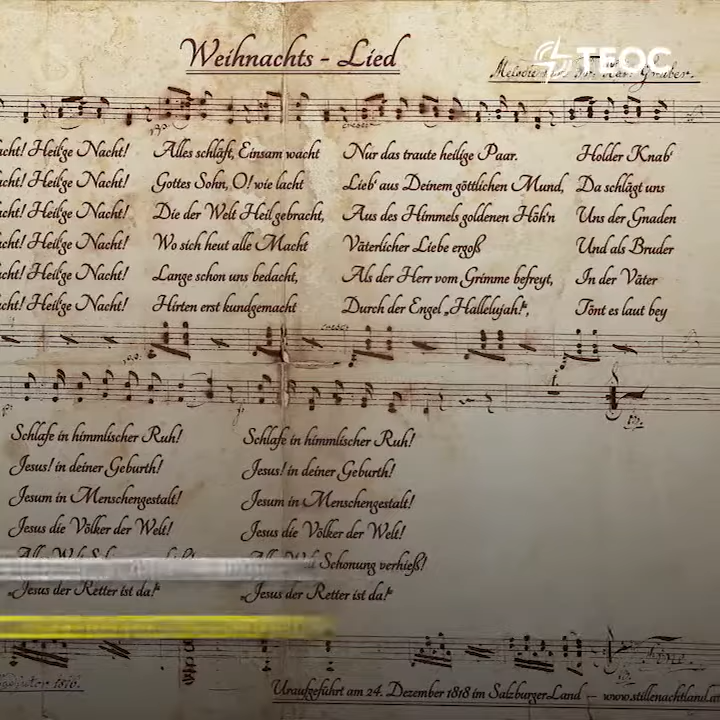 TFOC
Weihnachts - Lied
Melodie von Fr. Xav. Gruber.
cht! Heil'ge Nacht! Alles schläft, Einsam wacht Nur das traute heilige Paar. Holder Knab'
cht! Heil'ge Nacht! Gottes Sohn, O! wie lacht Lieb' aus Deinem göttlichen Mund, Da schlägt uns
cht! Heil'ge Nacht! Die der Welt Heil gebracht, Aus des Himmels goldenen Höh'n Uns der Gnaden
cht! Heil'ge Nacht! Wo sich heut alle Macht Väterlicher Liebe ergoß Und als Bruder
cht! Heil'ge Nacht! Lange schon uns bedacht, Als der Herr vom Grimme befreyt, In der Väter
cht! Heil'ge Nacht! Hirten erst kundgemacht Durch der Engel „Hallelujah!", Tönt es laut bey
cresc:
Schlafe in himmlischer Ruh! Schlafe in himmlischer Ruh!
Jesus! in deiner Geburth! Jesus! in deiner Geburth!
Jesum in Menschengestalt! Jesum in Menschengestalt!
Jesus die Völker der Welt! Jesus die Völker der Welt!
Schonung verhieß!
„Jesus der Retter ist da!" „Jesus der Retter ist da!"
Uraufgeführt am 24. Dezember 1818 im SalzburgerLand – www.stillenachtland.a